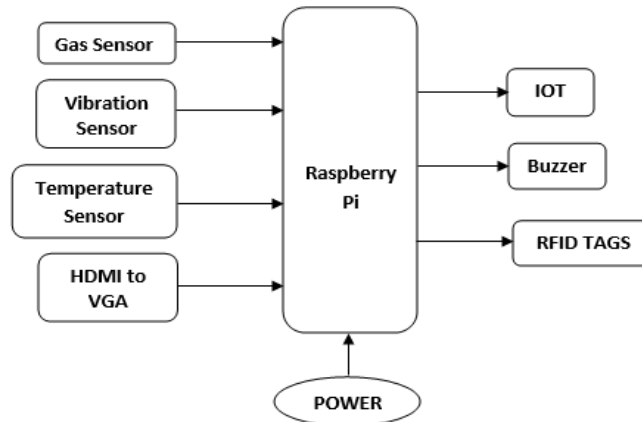 Gas Sensor
Vibration
Sensor
Temperature
Sensor
HDMI to
VGA
Raspberry
Pi
IOT
Buzzer
RFID TAGS
POWER